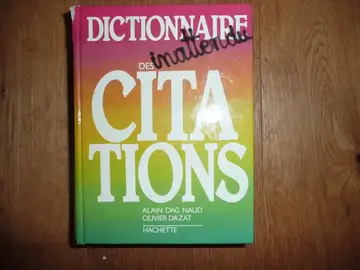 DICTIONNAIRE
inattendu
DES
CITA
TIONS
ALAIN DAG NAUD
OLIVIER DAZAT
HACHETTE